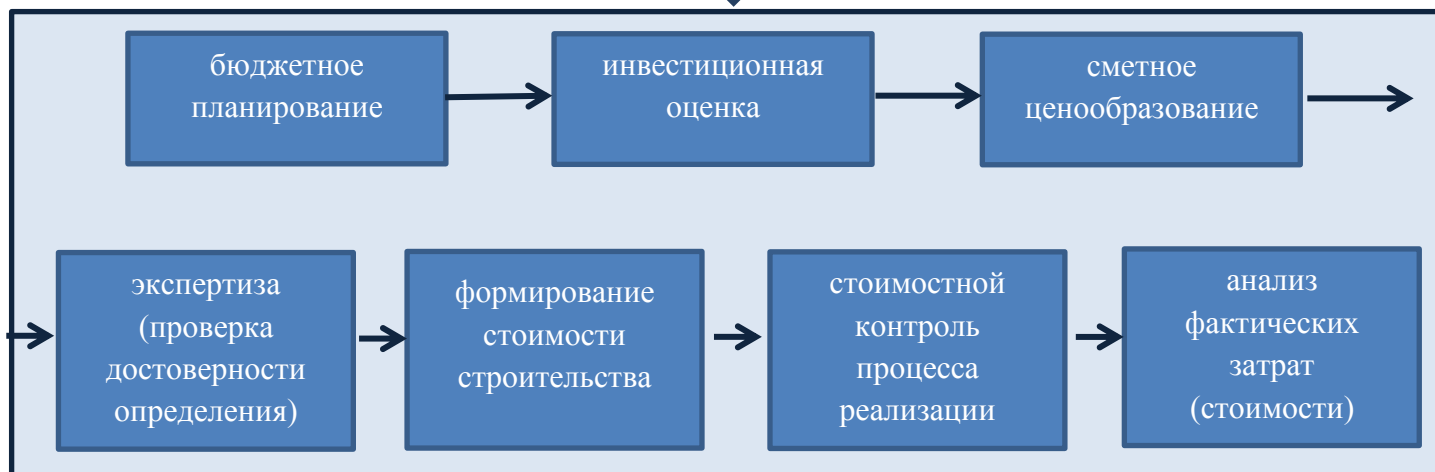 бюджетное
планирование
инвестиционная
оценка
сметное
ценообразование
экспертиза
(проверка
достоверности
определения)
формирование
стоимости
строительства
стоимостной
контроль
процесса
реализации
анализ
фактических
затрат
(стоимости)